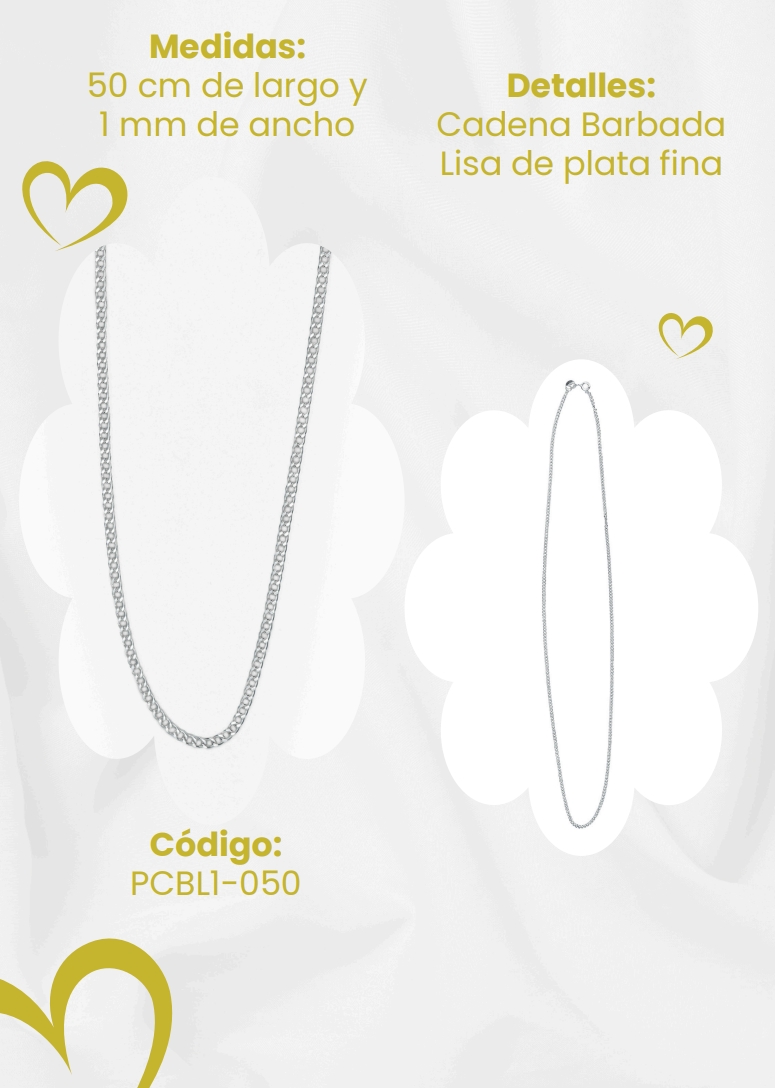 Medidas:
50 cm de largo y
1 mm de ancho
Detalles:
Cadena Barbada
Lisa de plata fina
Código:
PCBL1-050